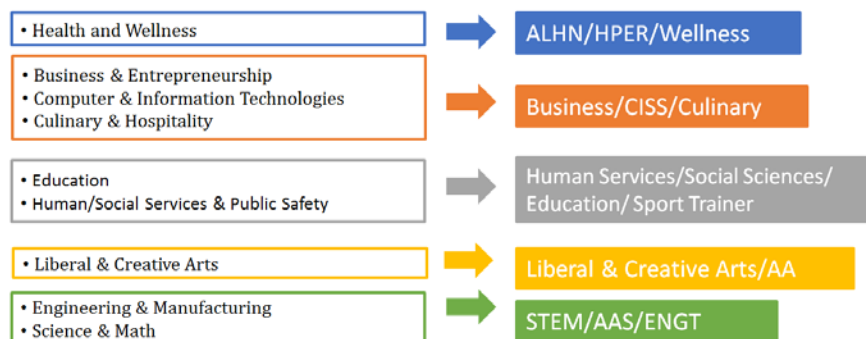 • Health and Wellness
ALHN/HPER/Wellness
• Business & Entrepreneurship
• Computer & Information Technologies
• Culinary & Hospitality
Business/CISS/Culinary
• Education
• Human/Social Services & Public Safety
Human Services/Social Sciences/
Education/ Sport Trainer
• Liberal & Creative Arts
Liberal & Creative Arts/AA
• Engineering & Manufacturing
• Science & Math
STEM/AAS/ENGT